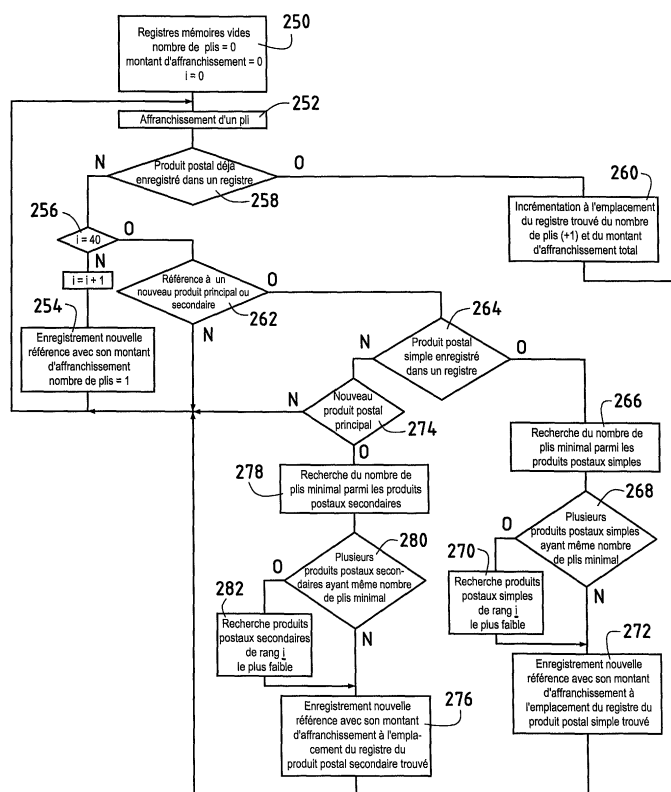 250
Registres mémoires vides
nombre de plis = 0
montant d'affranchissement = 0
i = 0
252
Affranchissement d'un pli
N
Produit postal déjà
enregistré dans un registre
O
258
260
Incrémentation à l'emplacement
du registre trouvé du nombre
de plis (+1) et du montant
d'affranchissement total
256
i = 40
O
N
i = i + 1
Référence à un
nouveau produit principal ou
secondaire
O
262
N
254
Enregistrement nouvelle
référence avec son montant
d'affranchissement
nombre de plis = 1
264
N
Produit postal
simple enregistré
dans un registre
O
N
Nouveau
produit postal
principal
274
O
266
Recherche du nombre de
plis minimal parmi les
produits postaux simples
278
Recherche du nombre de
plis minimal parmi les produits
postaux secondaires
268
O
Plusieurs
produits postaux simples
ayant même nombre
de plis minimal
N
280
O
Plusieurs
produits postaux secon-
daires ayant même nombre
de plis minimal
N
270
Recherche produits
postaux simples
de rang i
le plus faible
282
Recherche produits
postaux secondaires
de rang i
le plus faible
272
Enregistrement nouvelle
référence avec son montant
d'affranchissement à
l'emplacement du registre du
produit postal simple trouvé
276
Enregistrement nouvelle
référence avec son montant
d'affranchissement à l'empla-
cement du registre du
produit postal secondaire trouvé